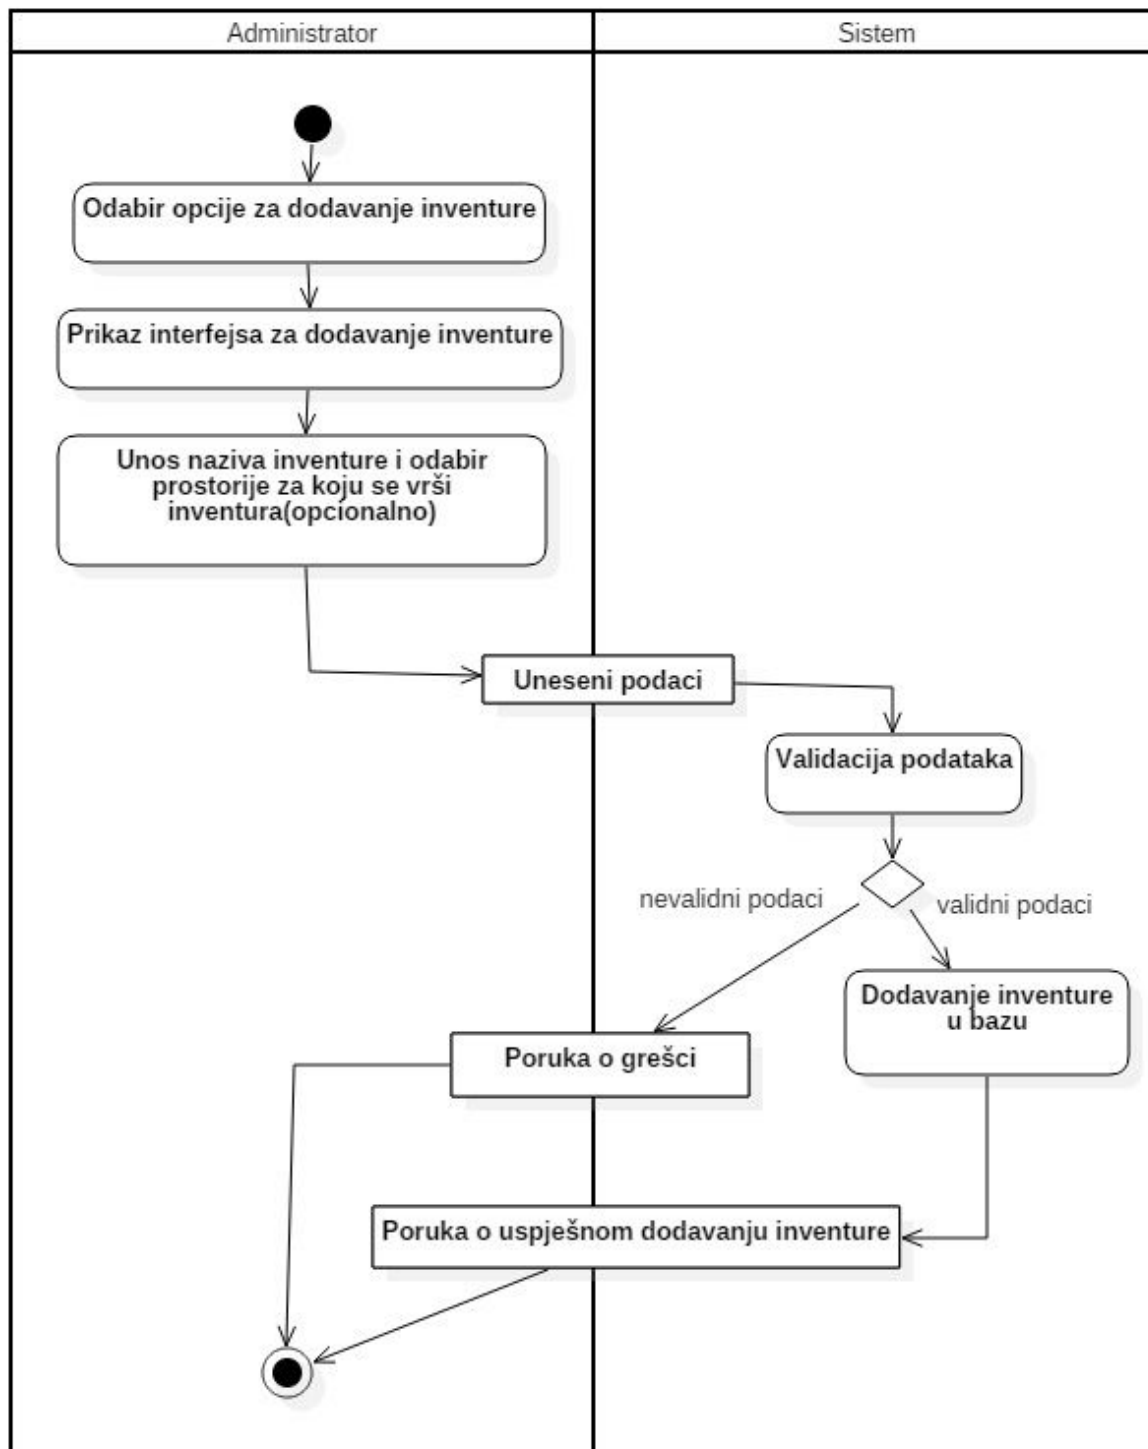 Administrator
Sistem
Odabir opcije za dodavanje inventure
Prikaz interfejsa za dodavanje inventure
Unos naziva inventure i odabir
prostorije za koju se vrši
inventura(opcionalno)
Uneseni podaci
Validacija podataka
nevalidni podaci
validni podaci
Dodavanje inventure
u bazu
Poruka o grešci
Poruka o uspješnom dodavanju inventure